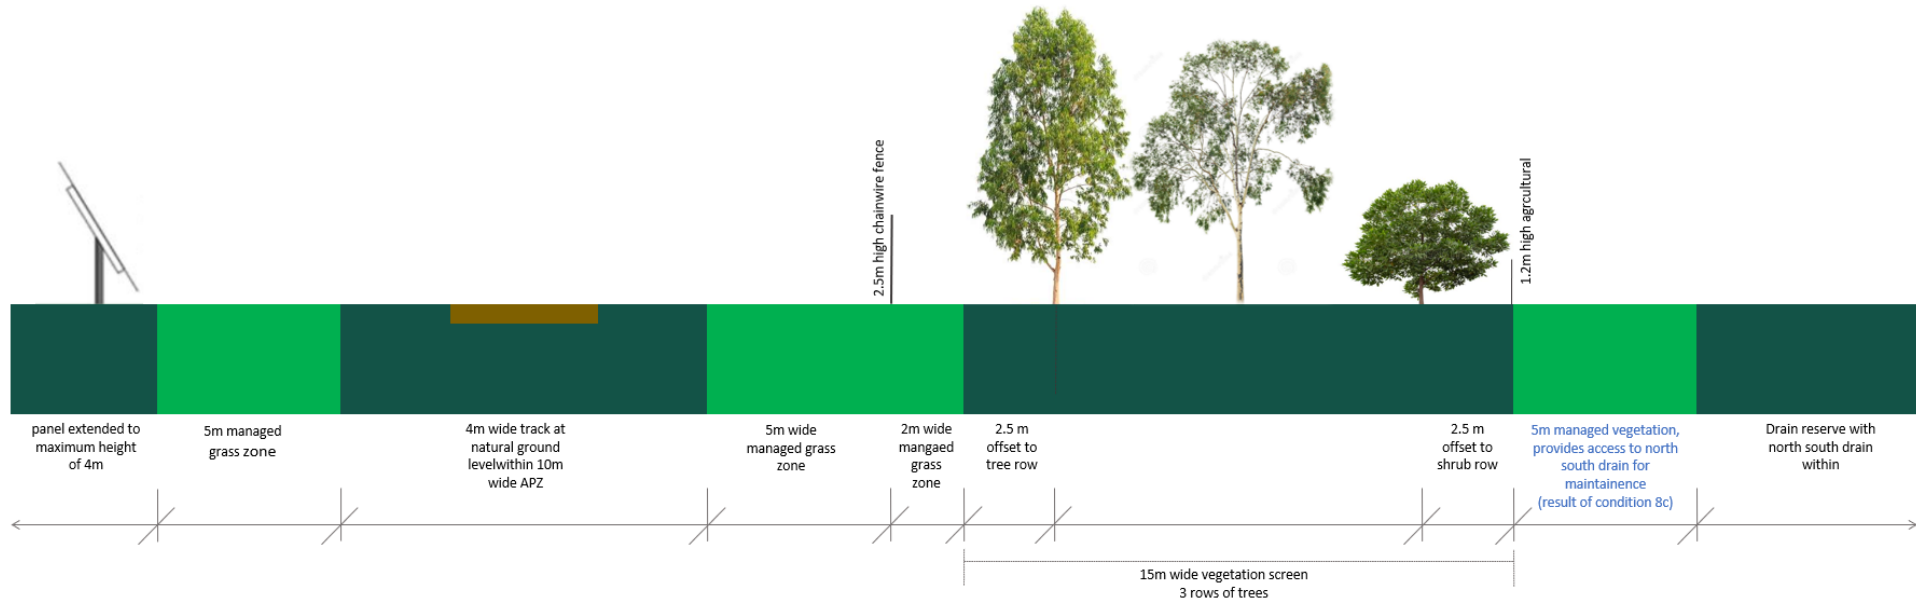 2.5m high chainwire fence
1.2m high agrcultural
panel extended to
maximum height
of 4m
5m managed
grass zone
4m wide track at
natural ground
levelwithin 10m
wide APZ
5m wide
managed grass
zone
2m wide
mangaed
grass
zone
2.5 m
offset to
tree row
2.5 m
offset to
shrub row
5m managed vegetation,
provides access to north
south drain for
maintainence
(result of condition 8c)
Drain reserve with
north south drain
within
15m wide vegetation screen
3 rows of trees